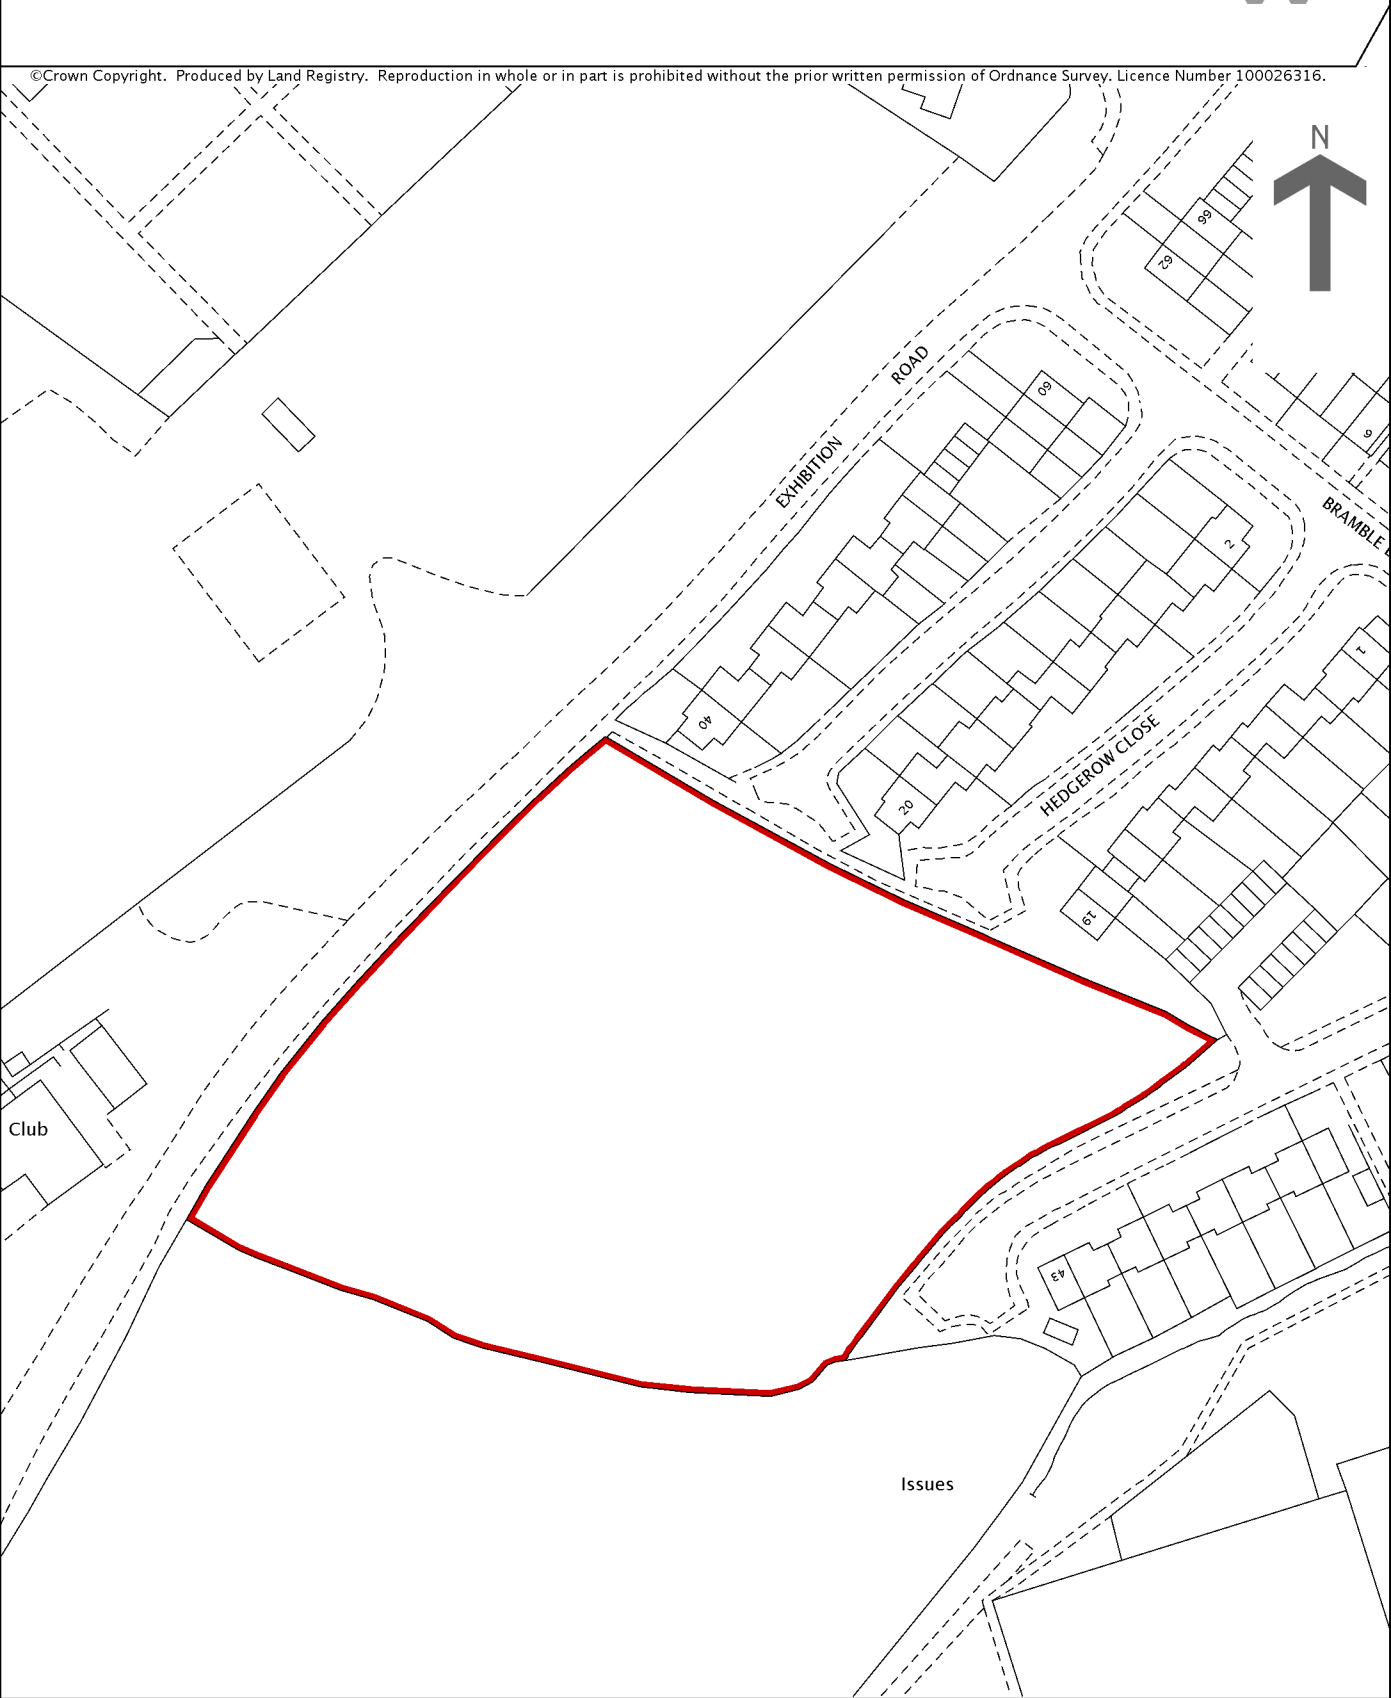 ©Crown Copyright. Produced by Land Registry. Reproduction in whole or in part is prohibited without the prior written permission of Ordnance Survey. Licence Number 100026316.
N
66
62
ROAD
60
9
EXHIBITION
BRAMBLE
2
1
40
HEDGEROW CLOSE
20
19
Club
43
Issues